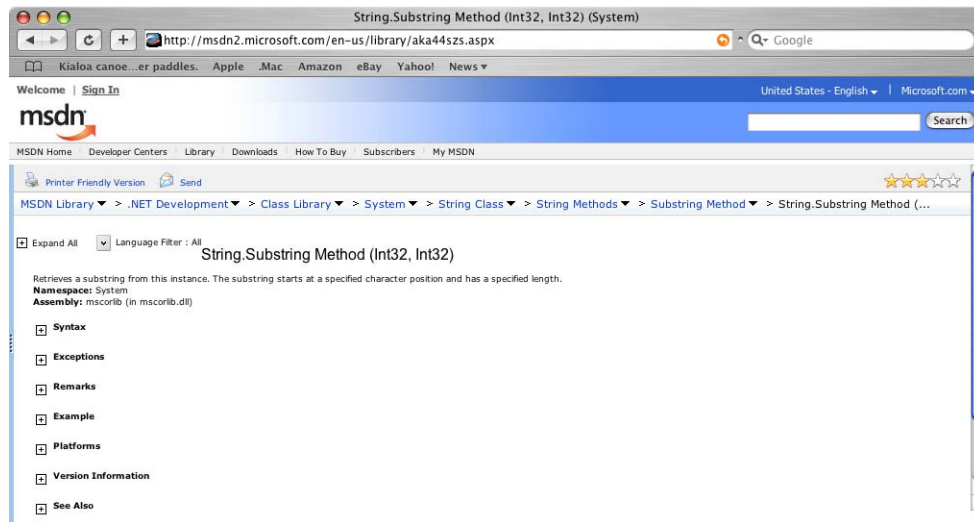 String.Substring Method (Int32, Int32) (System)
http://msdn2.microsoft.com/en-us/library/aka44szs.aspx Google
Kialoa canoe...er paddles. Apple .Mac Amazon eBay Yahoo! News
Welcome | Sign In United States - English | Microsoft.com
msdn
Search
MSDN Home Developer Centers Library Downloads How To Buy Subscribers My MSDN
Printer Friendly Version Send
MSDN Library > .NET Development > Class Library > System > String Class > String Methods > Substring Method > String.Substring Method (...
Expand All Language Filter : All
String.Substring Method (Int32, Int32)
Retrieves a substring from this instance. The substring starts at a specified character position and has a specified length.
Namespace: System
Assembly: mscorlib (in mscorlib.dll)
Syntax
Exceptions
Remarks
Example
Platforms
Version Information
See Also